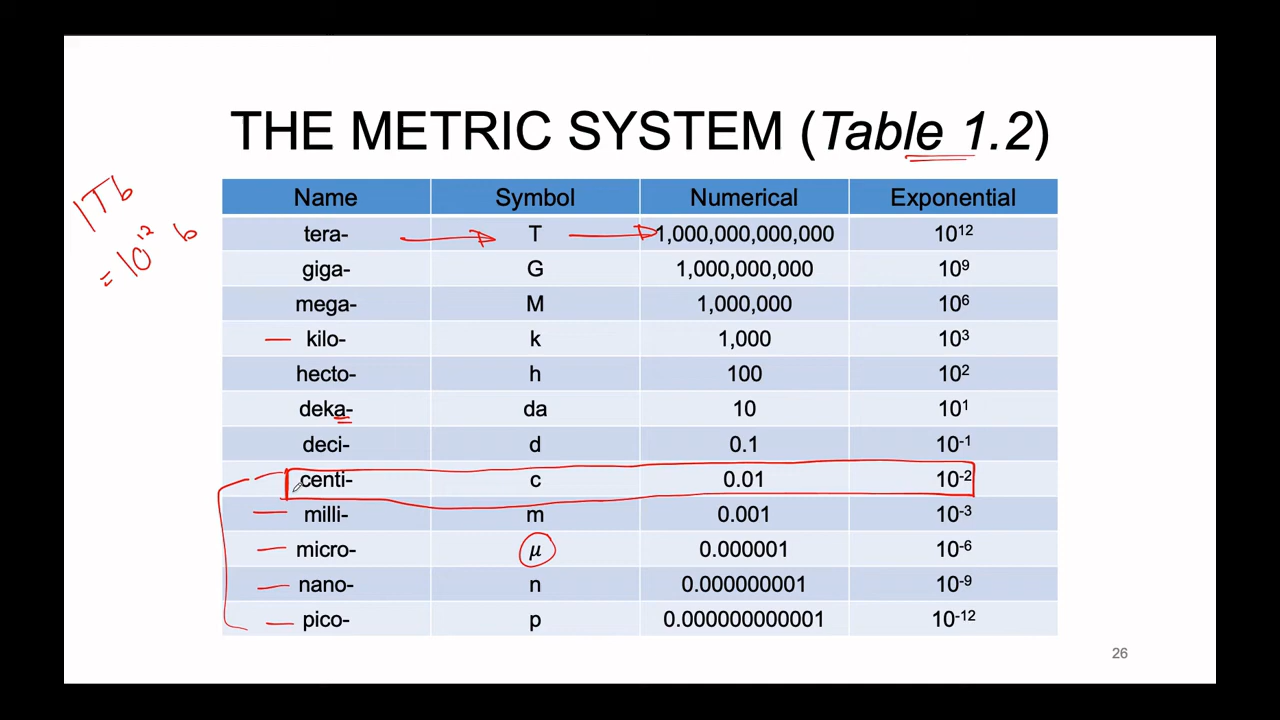 THE METRIC SYSTEM (Table 1.2)
1Tb
= 10¹² b
Name Symbol Numerical Exponential
tera- T 1,000,000,000,000 10¹²
giga- G 1,000,000,000 10⁹
mega- M 1,000,000 10⁶
kilo- k 1,000 10³
hecto- h 100 10²
deka- da 10 10¹
deci- d 0.1 10⁻¹
centi- c 0.01 10⁻²
milli- m 0.001 10⁻³
micro- μ 0.000001 10⁻⁶
nano- n 0.000000001 10⁻⁹
pico- p 0.000000000001 10⁻¹²
26